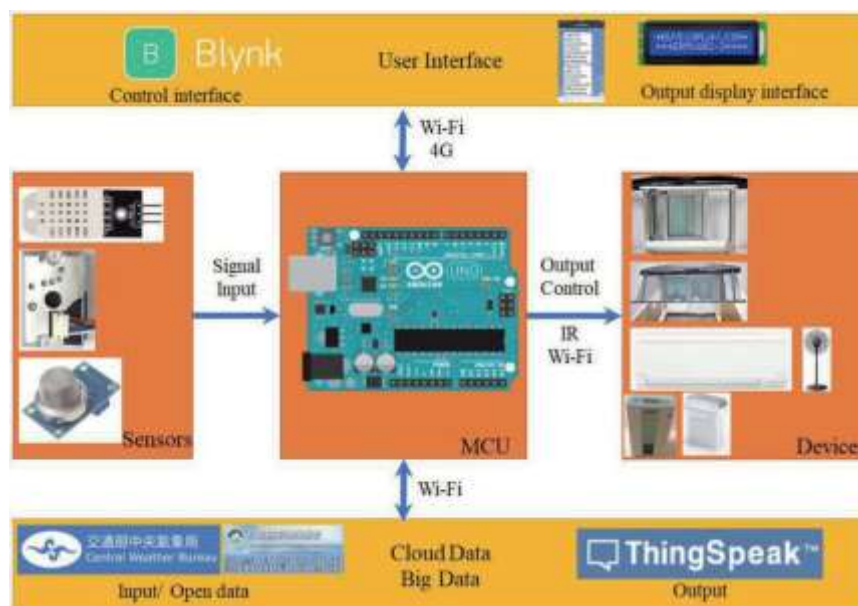 B Blynk
Control interface
User Interface
Output display interface
Wi-Fi
4G
Signal
Input
ARDUINO
UNO
Output
Control
IR
Wi-Fi
Sensors
MCU
Device
Wi-Fi
交通部中央氣象局
Central Weather Bureau
Input/ Open data
Cloud Data
Big Data
ThingSpeak™
Output